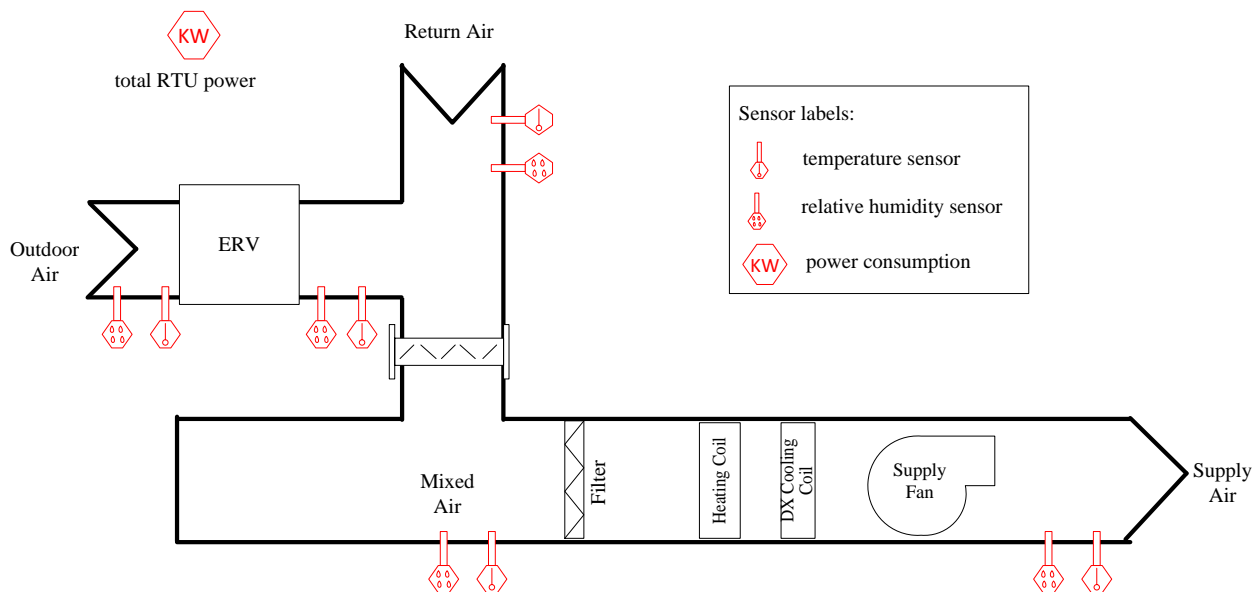 KW
total RTU power
Return Air
Sensor labels:
temperature sensor
relative humidity sensor
KW
power consumption
ERV
Outdoor
Air
Mixed
Air
Filter
Heating Coil
DX Cooling
Coil
Supply
Fan
Supply
Air